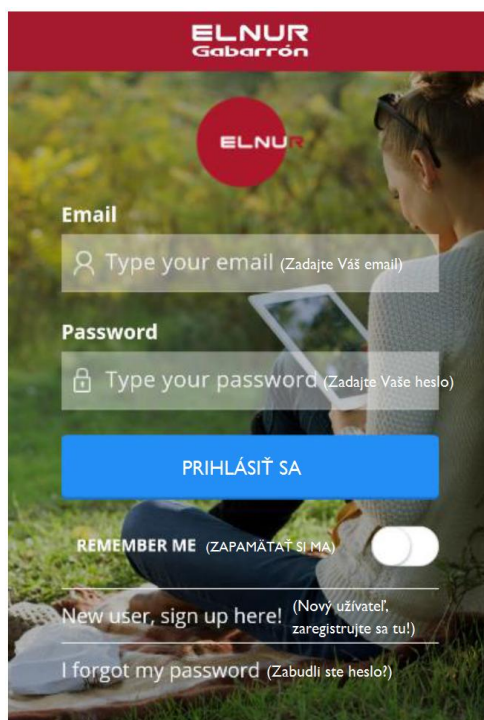 ELNUR
Gabarrón
ELNUR
Email
Type your email (Zadajte Váš email)
Password
Type your password (Zadajte Vaše heslo)
PRIHLÁSIŤ SA
REMEMBER ME (ZAPAMÄTAŤ SI MA)
New user, sign up here! (Nový užívateľ,
zaregistrujte sa tu!)
I forgot my password (Zabudli ste heslo?)